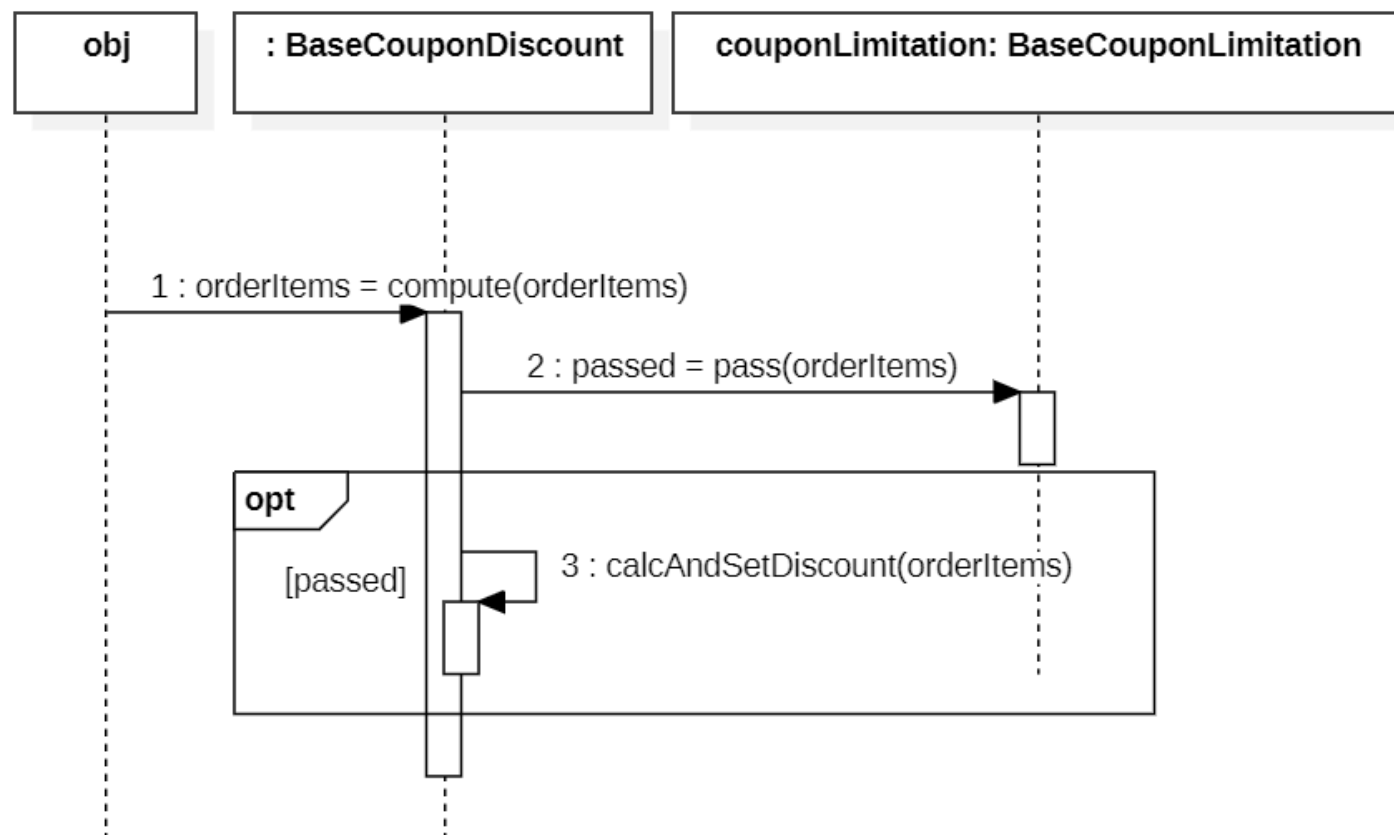 obj
: BaseCouponDiscount
couponLimitation: BaseCouponLimitation
1 : orderItems = compute(orderItems)
2 : passed = pass(orderItems)
opt
3 : calcAndSetDiscount(orderItems)
[passed]